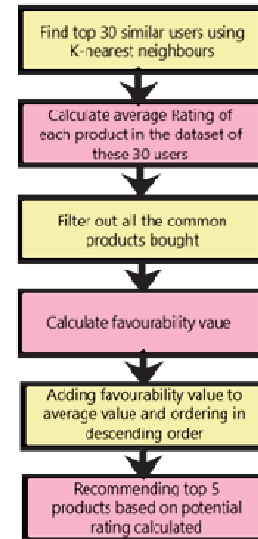 Find top 30 similar users using
K-nearest neighbours
Calculate average Rating of
each product in the dataset of
these 30 users
Filter out all the common
products bought
Calculate favourability vaue
Adding favourability value to
average value and ordering in
descending order
Recommending top 5
products based on potential
rating calculated